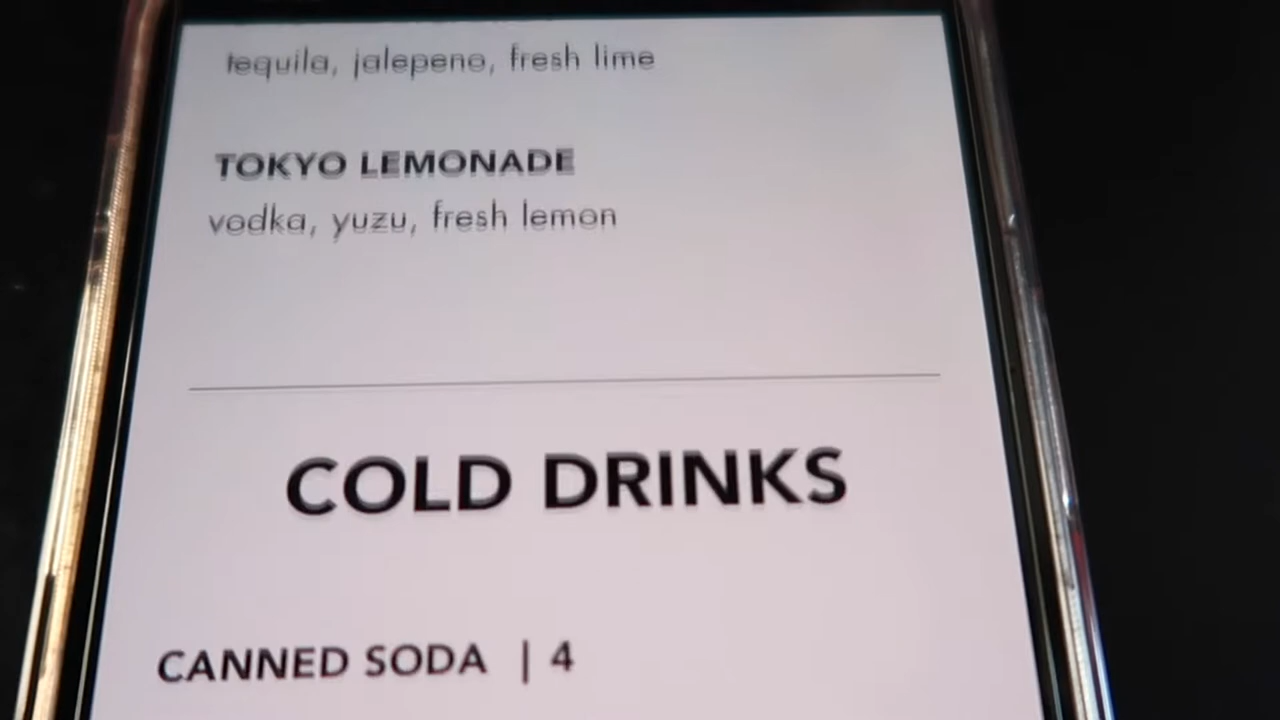 tequila, jalepeno, fresh lime
TOKYO LEMONADE
vodka, yuzu, fresh lemon
COLD DRINKS
CANNED SODA | 4